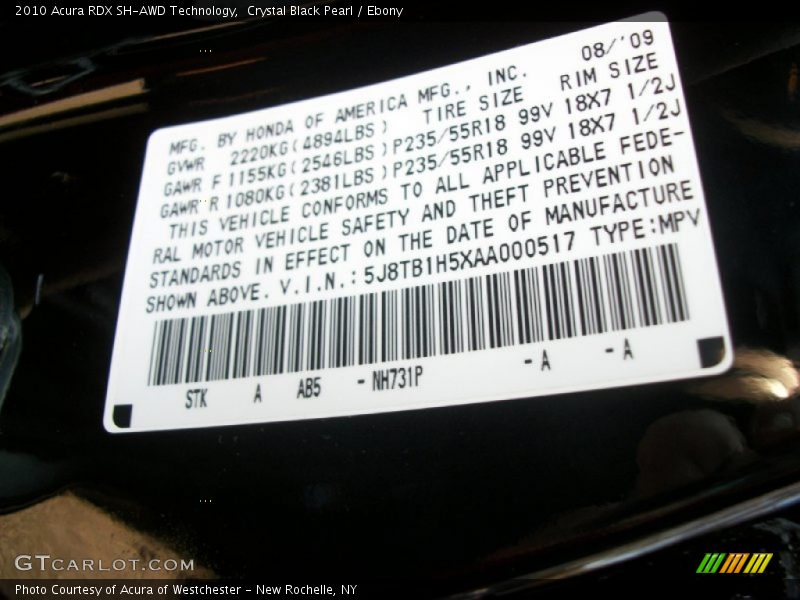 2010 Acura RDX SH-AWD Technology, Crystal Black Pearl / Ebony
MFG. BY HONDA OF AMERICA MFG., INC. 08/'09
GVWR 2220KG(4894LBS) TIRE SIZE RIM SIZE
GAWR F 1155KG(2546LBS)P235/55R18 99V 18X7 1/2J
GAWR R 1080KG(2381LBS)P235/55R18 99V 18X7 1/2J
THIS VEHICLE CONFORMS TO ALL APPLICABLE FEDE-
RAL MOTOR VEHICLE SAFETY AND THEFT PREVENTION
STANDARDS IN EFFECT ON THE DATE OF MANUFACTURE
SHOWN ABOVE. V.I.N.:5J8TB1H5XAA000517 TYPE:MPV
STK A AB5 -NH731P -A -A
GTCARLOT.COM
Photo Courtesy of Acura of Westchester - New Rochelle, NY